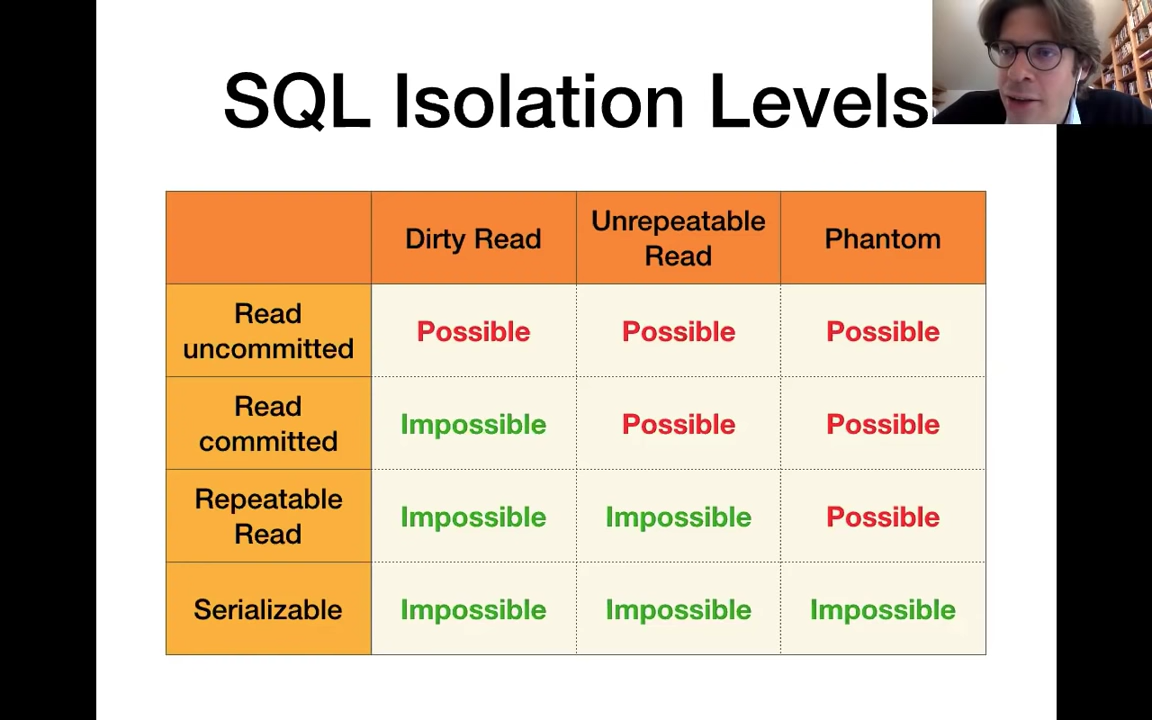 SQL Isolation Levels
Dirty Read
Unrepeatable
Read
Phantom
Read
uncommitted
Possible
Possible
Possible
Read
committed
Impossible
Possible
Possible
Repeatable
Read
Impossible
Impossible
Possible
Serializable
Impossible
Impossible
Impossible